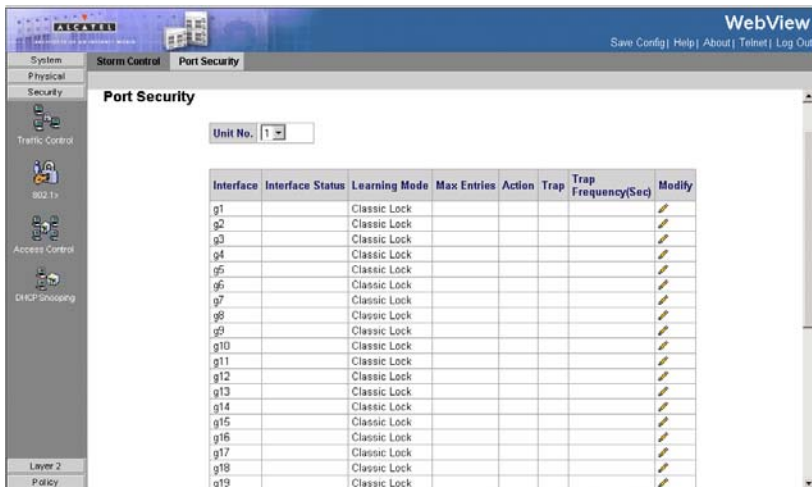 ALCATEL
WebView
Save Config| Help| About| Telnet| Log Out
System
Physical
Security
Traffic Control
802.1x
Access Control
DHCP Snooping
Layer 2
Policy
Storm Control Port Security
Port Security
Unit No. 1
Interface Interface Status Learning Mode Max Entries Action Trap Trap Frequency(Sec) Modify
g1 Classic Lock
g2 Classic Lock
g3 Classic Lock
g4 Classic Lock
g5 Classic Lock
g6 Classic Lock
g7 Classic Lock
g8 Classic Lock
g9 Classic Lock
g10 Classic Lock
g11 Classic Lock
g12 Classic Lock
g13 Classic Lock
g14 Classic Lock
g15 Classic Lock
g16 Classic Lock
g17 Classic Lock
g18 Classic Lock
g19 Classic Lock